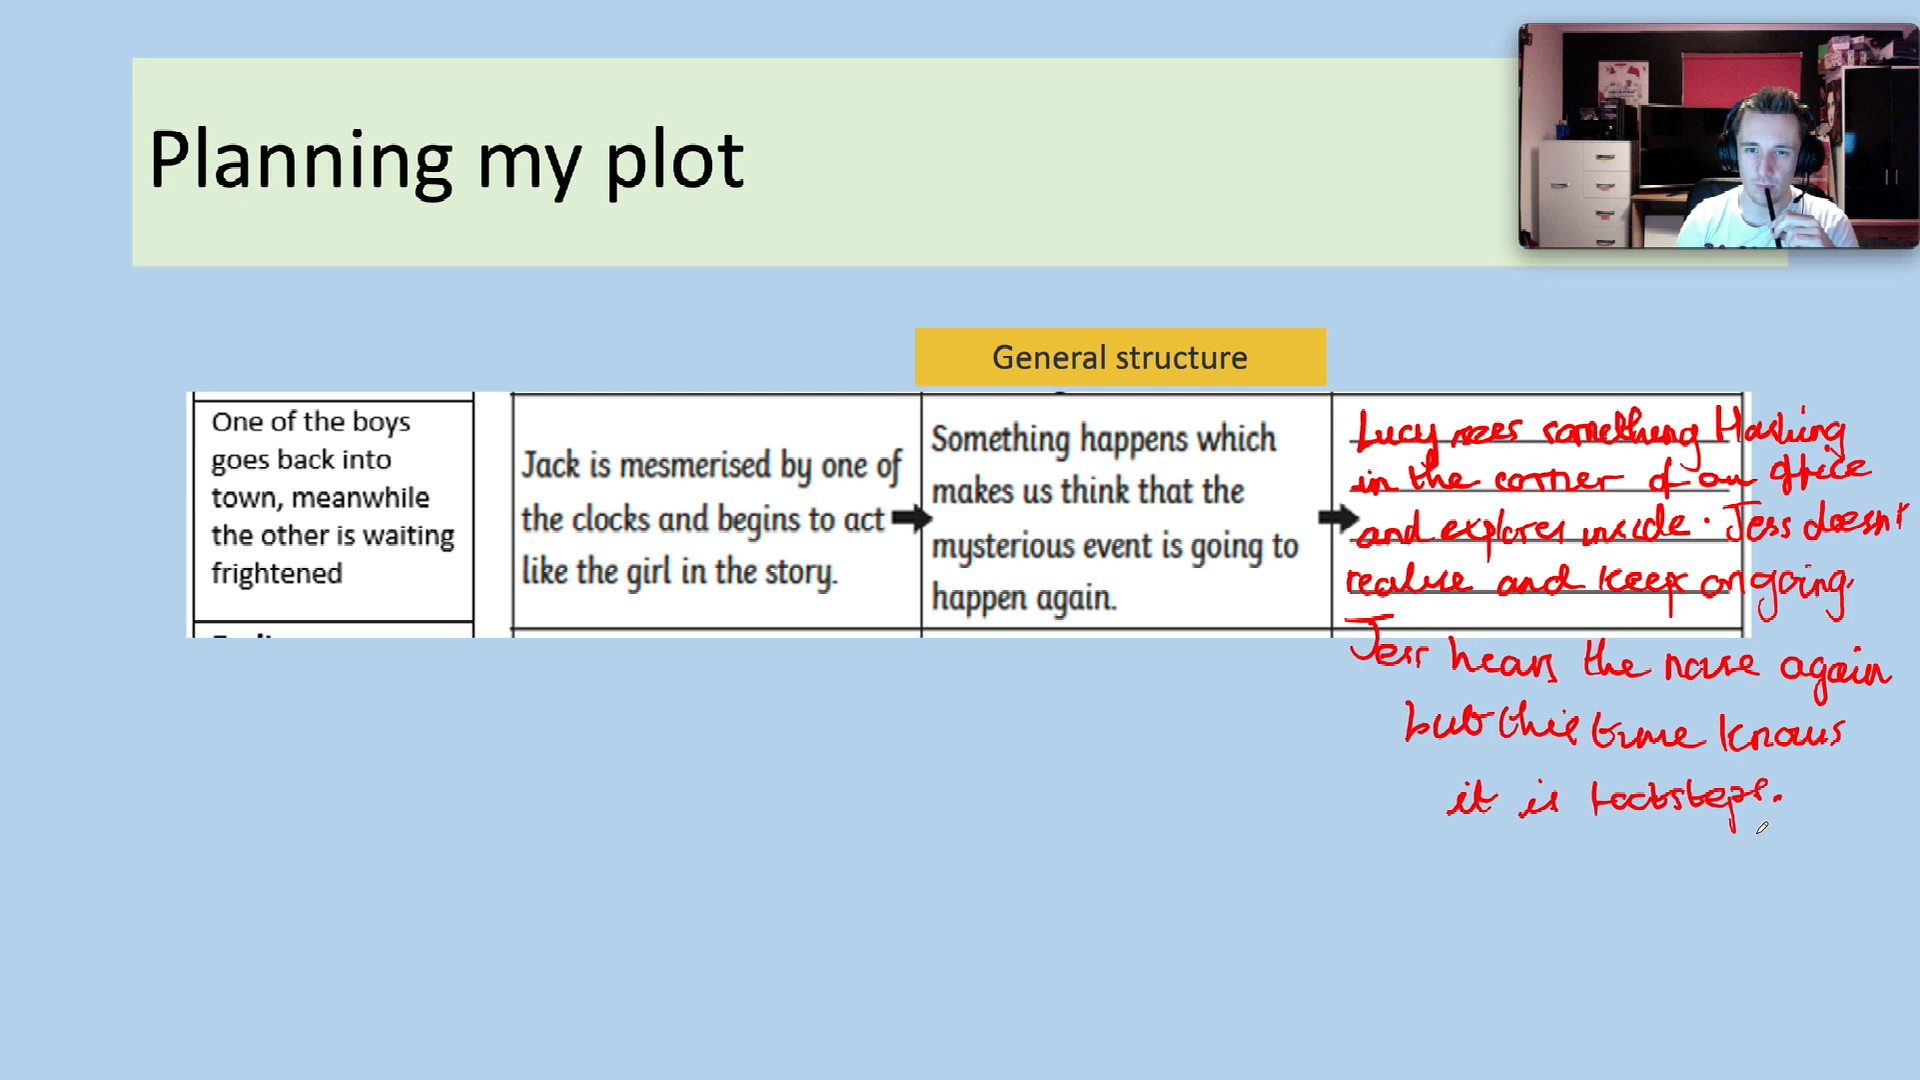 Planning my plot
General structure
One of the boys
goes back into
town, meanwhile
the other is waiting
frightened
Jack is mesmerised by one of
the clocks and begins to act
like the girl in the story.
Something happens which
makes us think that the
mysterious event is going to
happen again.
Lucy sees something flashing
in the corner of an office
and explores inside. Jess doesn't
realise and keep on going.
Jess hears the noise again
but this time knows
it is footsteps.